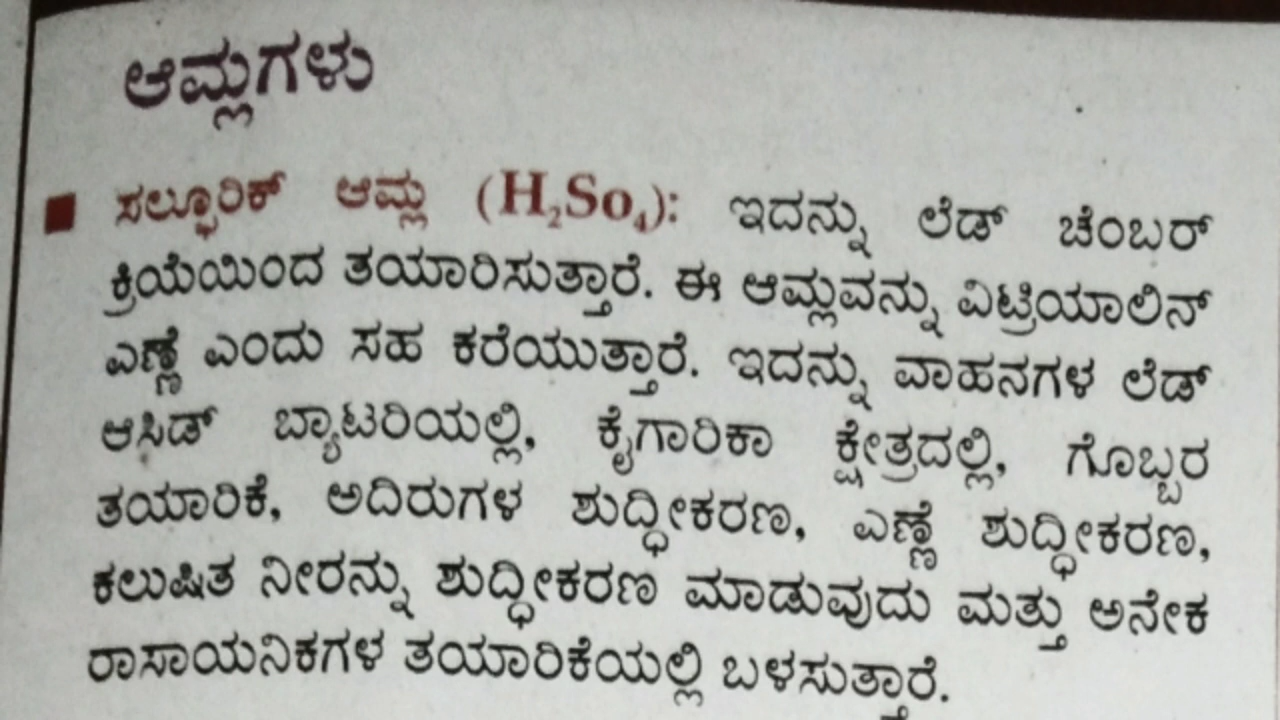 ಆಮ್ಲಗಳು
■ ಸಲ್ಫೂರಿಕ್ ಆಮ್ಲ (H₂So₄): ಇದನ್ನು ಲೆಡ್ ಚೆಂಬರ್
ಕ್ರಿಯೆಯಿಂದ ತಯಾರಿಸುತ್ತಾರೆ. ಈ ಆಮ್ಲವನ್ನು ವಿಟ್ರಿಯಾಲಿನ್
ಎಣ್ಣೆ ಎಂದು ಸಹ ಕರೆಯುತ್ತಾರೆ. ಇದನ್ನು ವಾಹನಗಳ ಲೆಡ್
ಆಸಿಡ್ ಬ್ಯಾಟರಿಯಲ್ಲಿ, ಕೈಗಾರಿಕಾ ಕ್ಷೇತ್ರದಲ್ಲಿ, ಗೊಬ್ಬರ
ತಯಾರಿಕೆ, ಅದಿರುಗಳ ಶುದ್ಧೀಕರಣ, ಎಣ್ಣೆ ಶುದ್ಧೀಕರಣ,
ಕಲುಷಿತ ನೀರನ್ನು ಶುದ್ಧೀಕರಣ ಮಾಡುವುದು ಮತ್ತು ಅನೇಕ
ರಾಸಾಯನಿಕಗಳ ತಯಾರಿಕೆಯಲ್ಲಿ ಬಳಸುತ್ತಾರೆ.